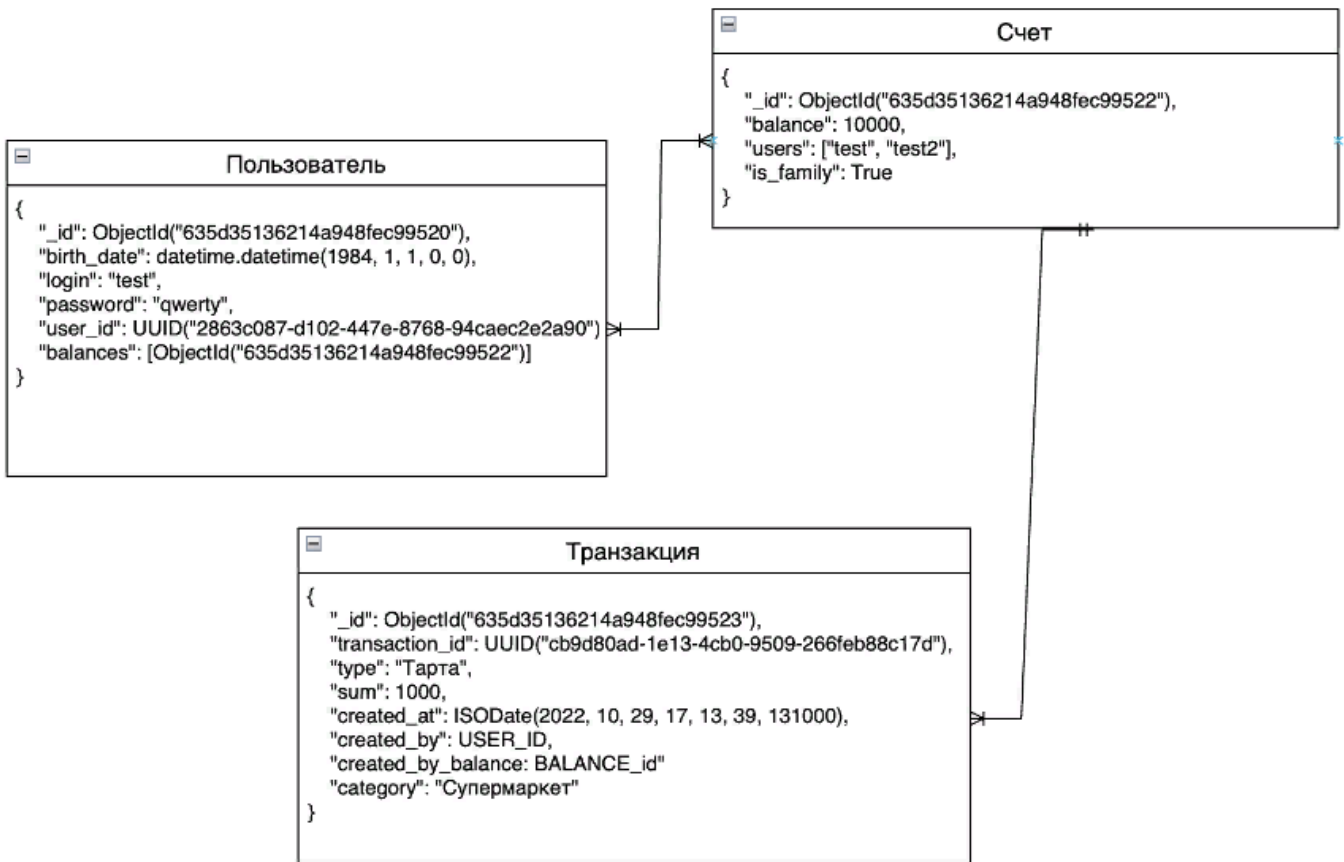 Счет
{
"_id": ObjectId("635d35136214a948fec99522"),
"balance": 10000,
"users": ["test", "test2"],
"is_family": True
}
Пользователь
{
"_id": ObjectId("635d35136214a948fec99520"),
"birth_date": datetime.datetime(1984, 1, 1, 0, 0),
"login": "test",
"password": "qwerty",
"user_id": UUID("2863c087-d102-447e-8768-94caec2e2a90")
"balances": [ObjectId("635d35136214a948fec99522")]
}
Транзакция
{
"_id": ObjectId("635d35136214a948fec99523"),
"transaction_id": UUID("cb9d80ad-1e13-4cb0-9509-266feb88c17d"),
"type": "Тарта",
"sum": 1000,
"created_at": ISODate(2022, 10, 29, 17, 13, 39, 131000),
"created_by": USER_ID,
"created_by_balance: BALANCE_id"
"category": "Супермаркет"
}